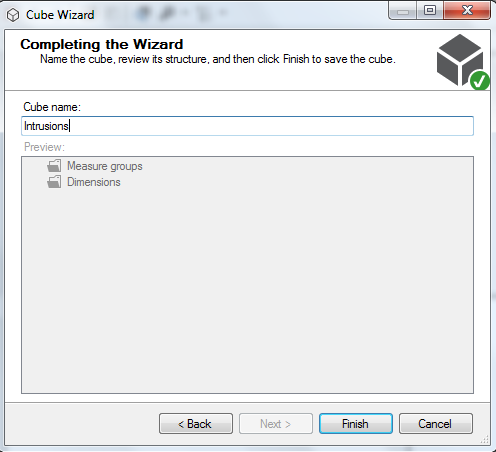 Cube Wizard
Completing the Wizard
Name the cube, review its structure, and then click Finish to save the cube.
Cube name:
Intrusions
Preview:
Measure groups
Dimensions
< Back
Next >
Finish
Cancel